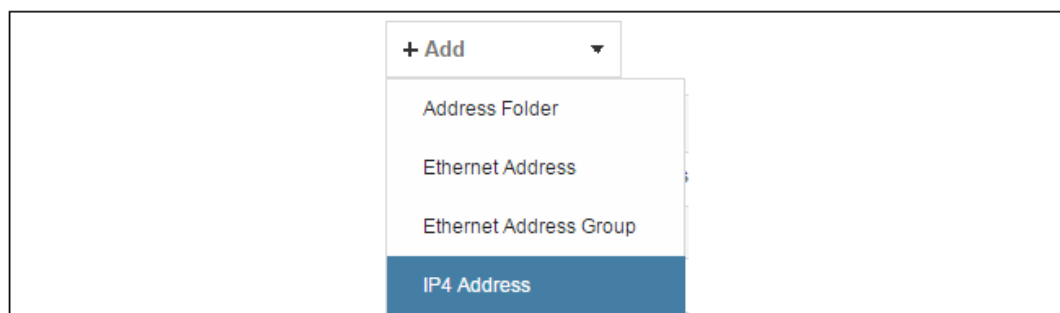 + Add
Address Folder
Ethernet Address
Ethernet Address Group
IP4 Address